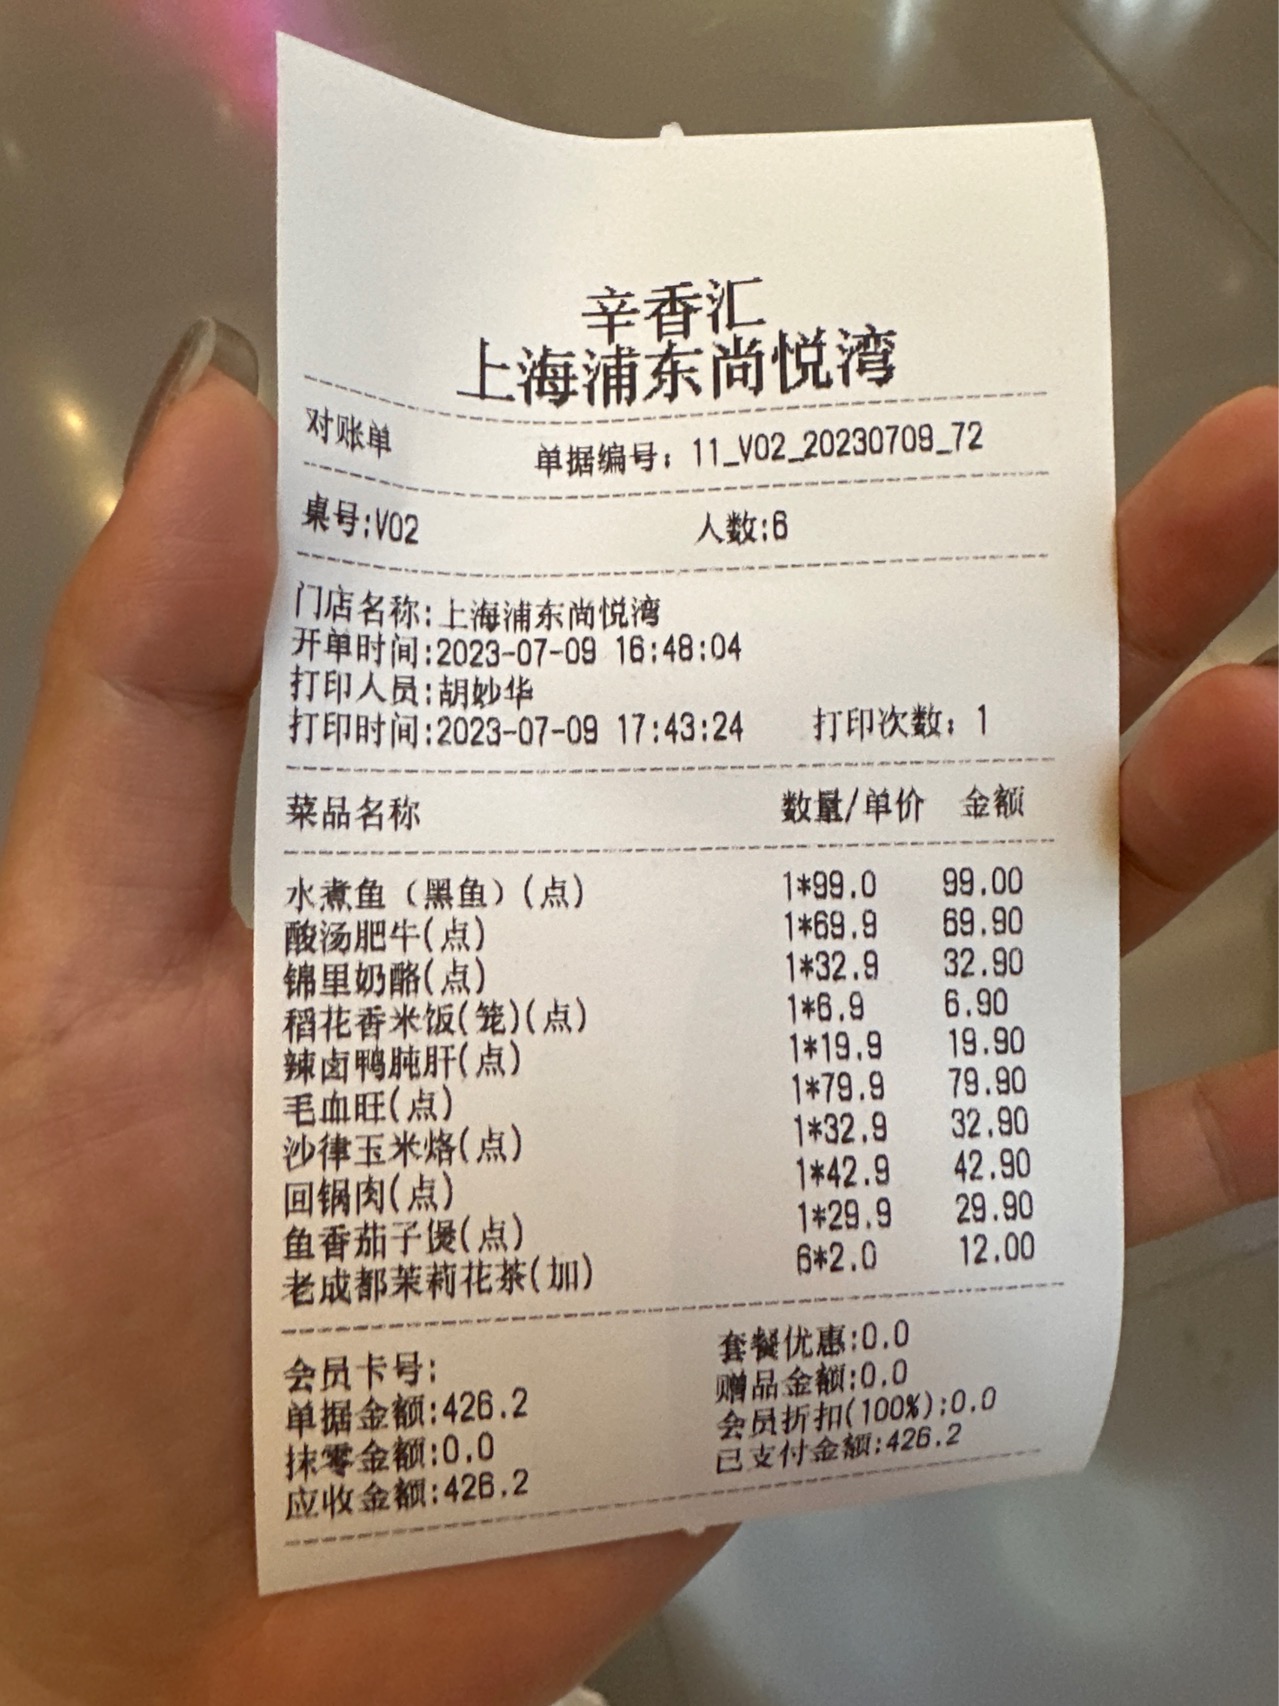 辛香汇
上海浦东尚悦湾
对账单 单据编号：11_V02_20230709_72
桌号:V02 人数:6
门店名称:上海浦东尚悦湾
开单时间:2023-07-09 16:48:04
打印人员:胡妙华
打印时间:2023-07-09 17:43:24 打印次数：1
菜品名称 数量/单价 金额
水煮鱼（黑鱼）(点) 1*99.0 99.00
酸汤肥牛(点) 1*69.9 69.90
锦里奶酪(点) 1*32.9 32.90
稻花香米饭(笼)(点) 1*6.9 6.90
辣卤鸭肫肝(点) 1*19.9 19.90
毛血旺(点) 1*79.9 79.90
沙律玉米烙(点) 1*32.9 32.90
回锅肉(点) 1*42.9 42.90
鱼香茄子煲(点) 1*29.9 29.90
老成都茉莉花茶(加) 6*2.0 12.00
会员卡号: 套餐优惠:0.0
单据金额:426.2 赠品金额:0.0
抹零金额:0.0 会员折扣(100%):0.0
应收金额:426.2 已支付金额:426.2